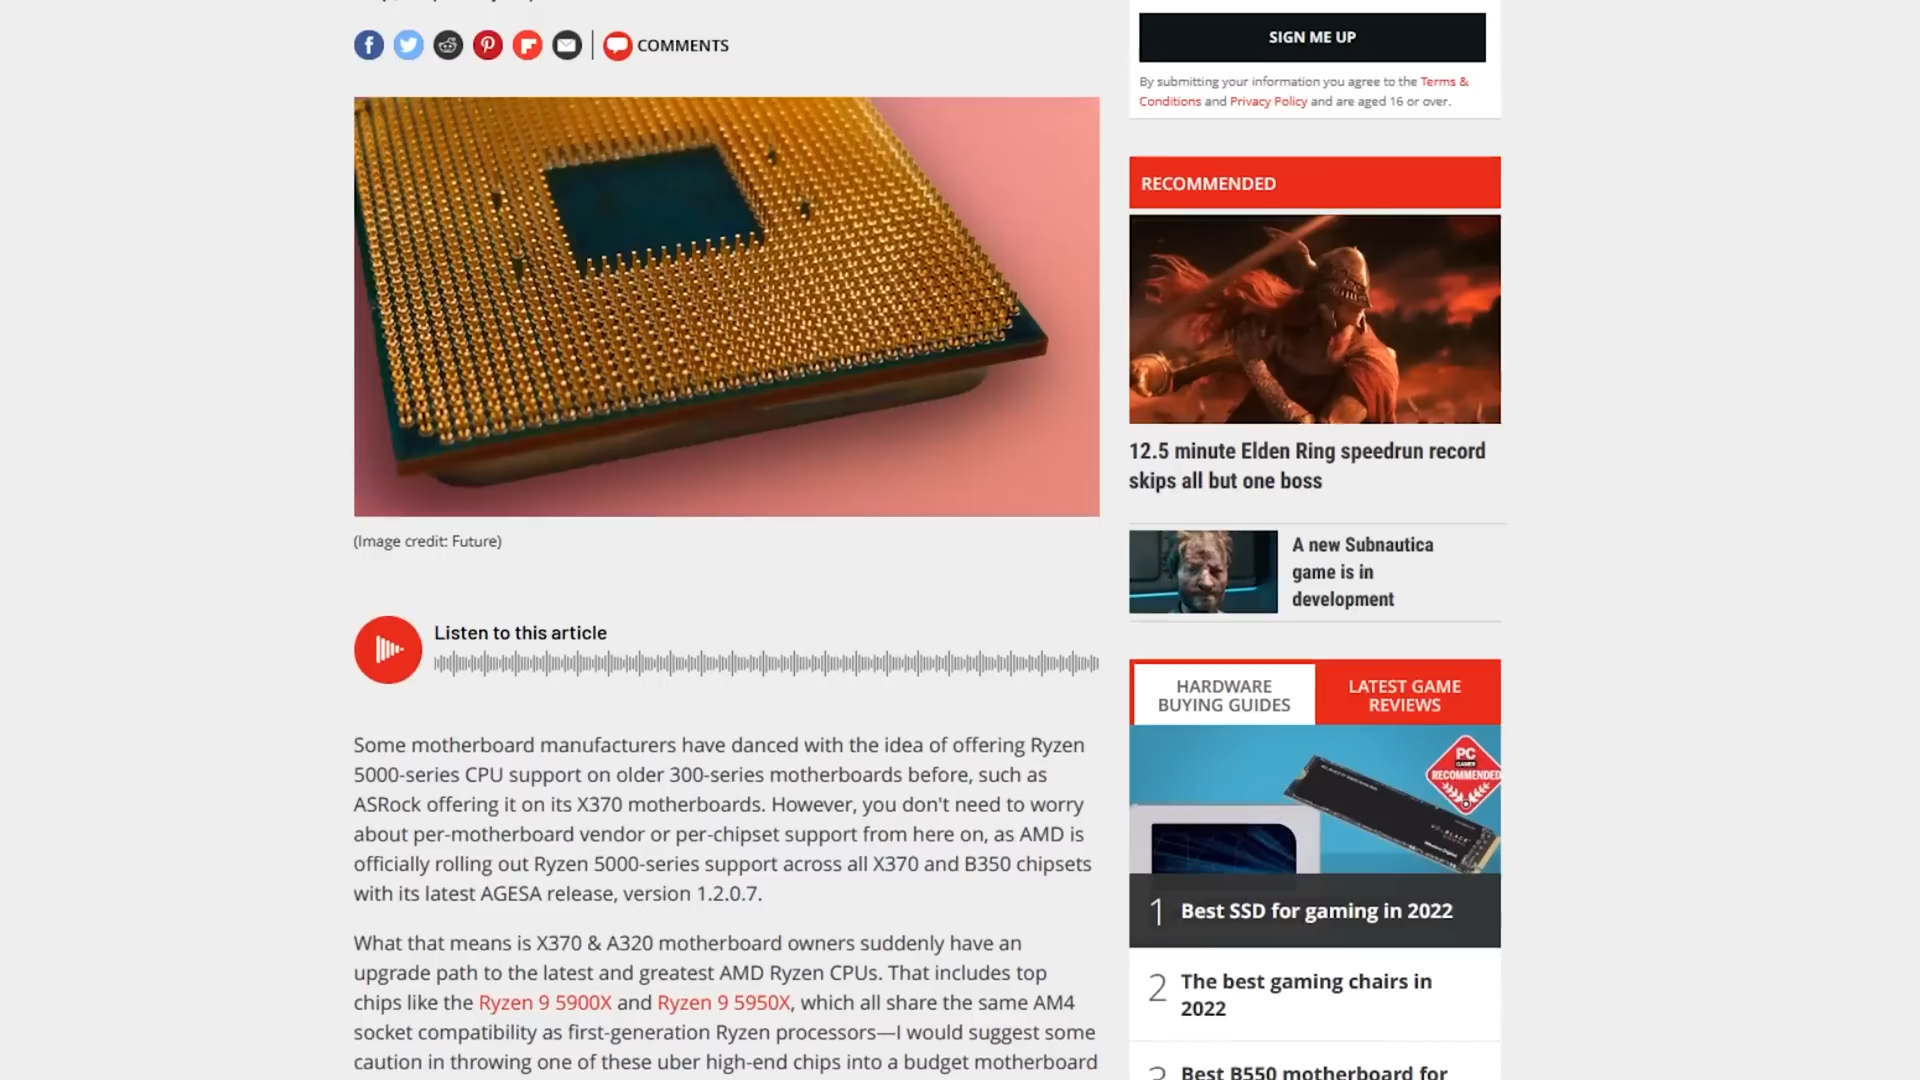 COMMENTS
(Image credit: Future)
Listen to this article
Some motherboard manufacturers have danced with the idea of offering Ryzen
5000-series CPU support on older 300-series motherboards before, such as
ASRock offering it on its X370 motherboards. However, you don't need to worry
about per-motherboard vendor or per-chipset support from here on, as AMD is
officially rolling out Ryzen 5000-series support across all X370 and B350 chipsets
with its latest AGESA release, version 1.2.0.7.
What that means is X370 & A320 motherboard owners suddenly have an
upgrade path to the latest and greatest AMD Ryzen CPUs. That includes top
chips like the Ryzen 9 5900X and Ryzen 9 5950X, which all share the same AM4
socket compatibility as first-generation Ryzen processors—I would suggest some
caution in throwing one of these uber high-end chips into a budget motherboard
SIGN ME UP
By submitting your information you agree to the Terms &
Conditions and Privacy Policy and are aged 16 or over.
RECOMMENDED
12.5 minute Elden Ring speedrun record
skips all but one boss
A new Subnautica
game is in
development
HARDWARE
BUYING GUIDES
LATEST GAME
REVIEWS
PC
GAMER
RECOMMENDED
1 Best SSD for gaming in 2022
2 The best gaming chairs in
2022
3 Best B550 motherboard for